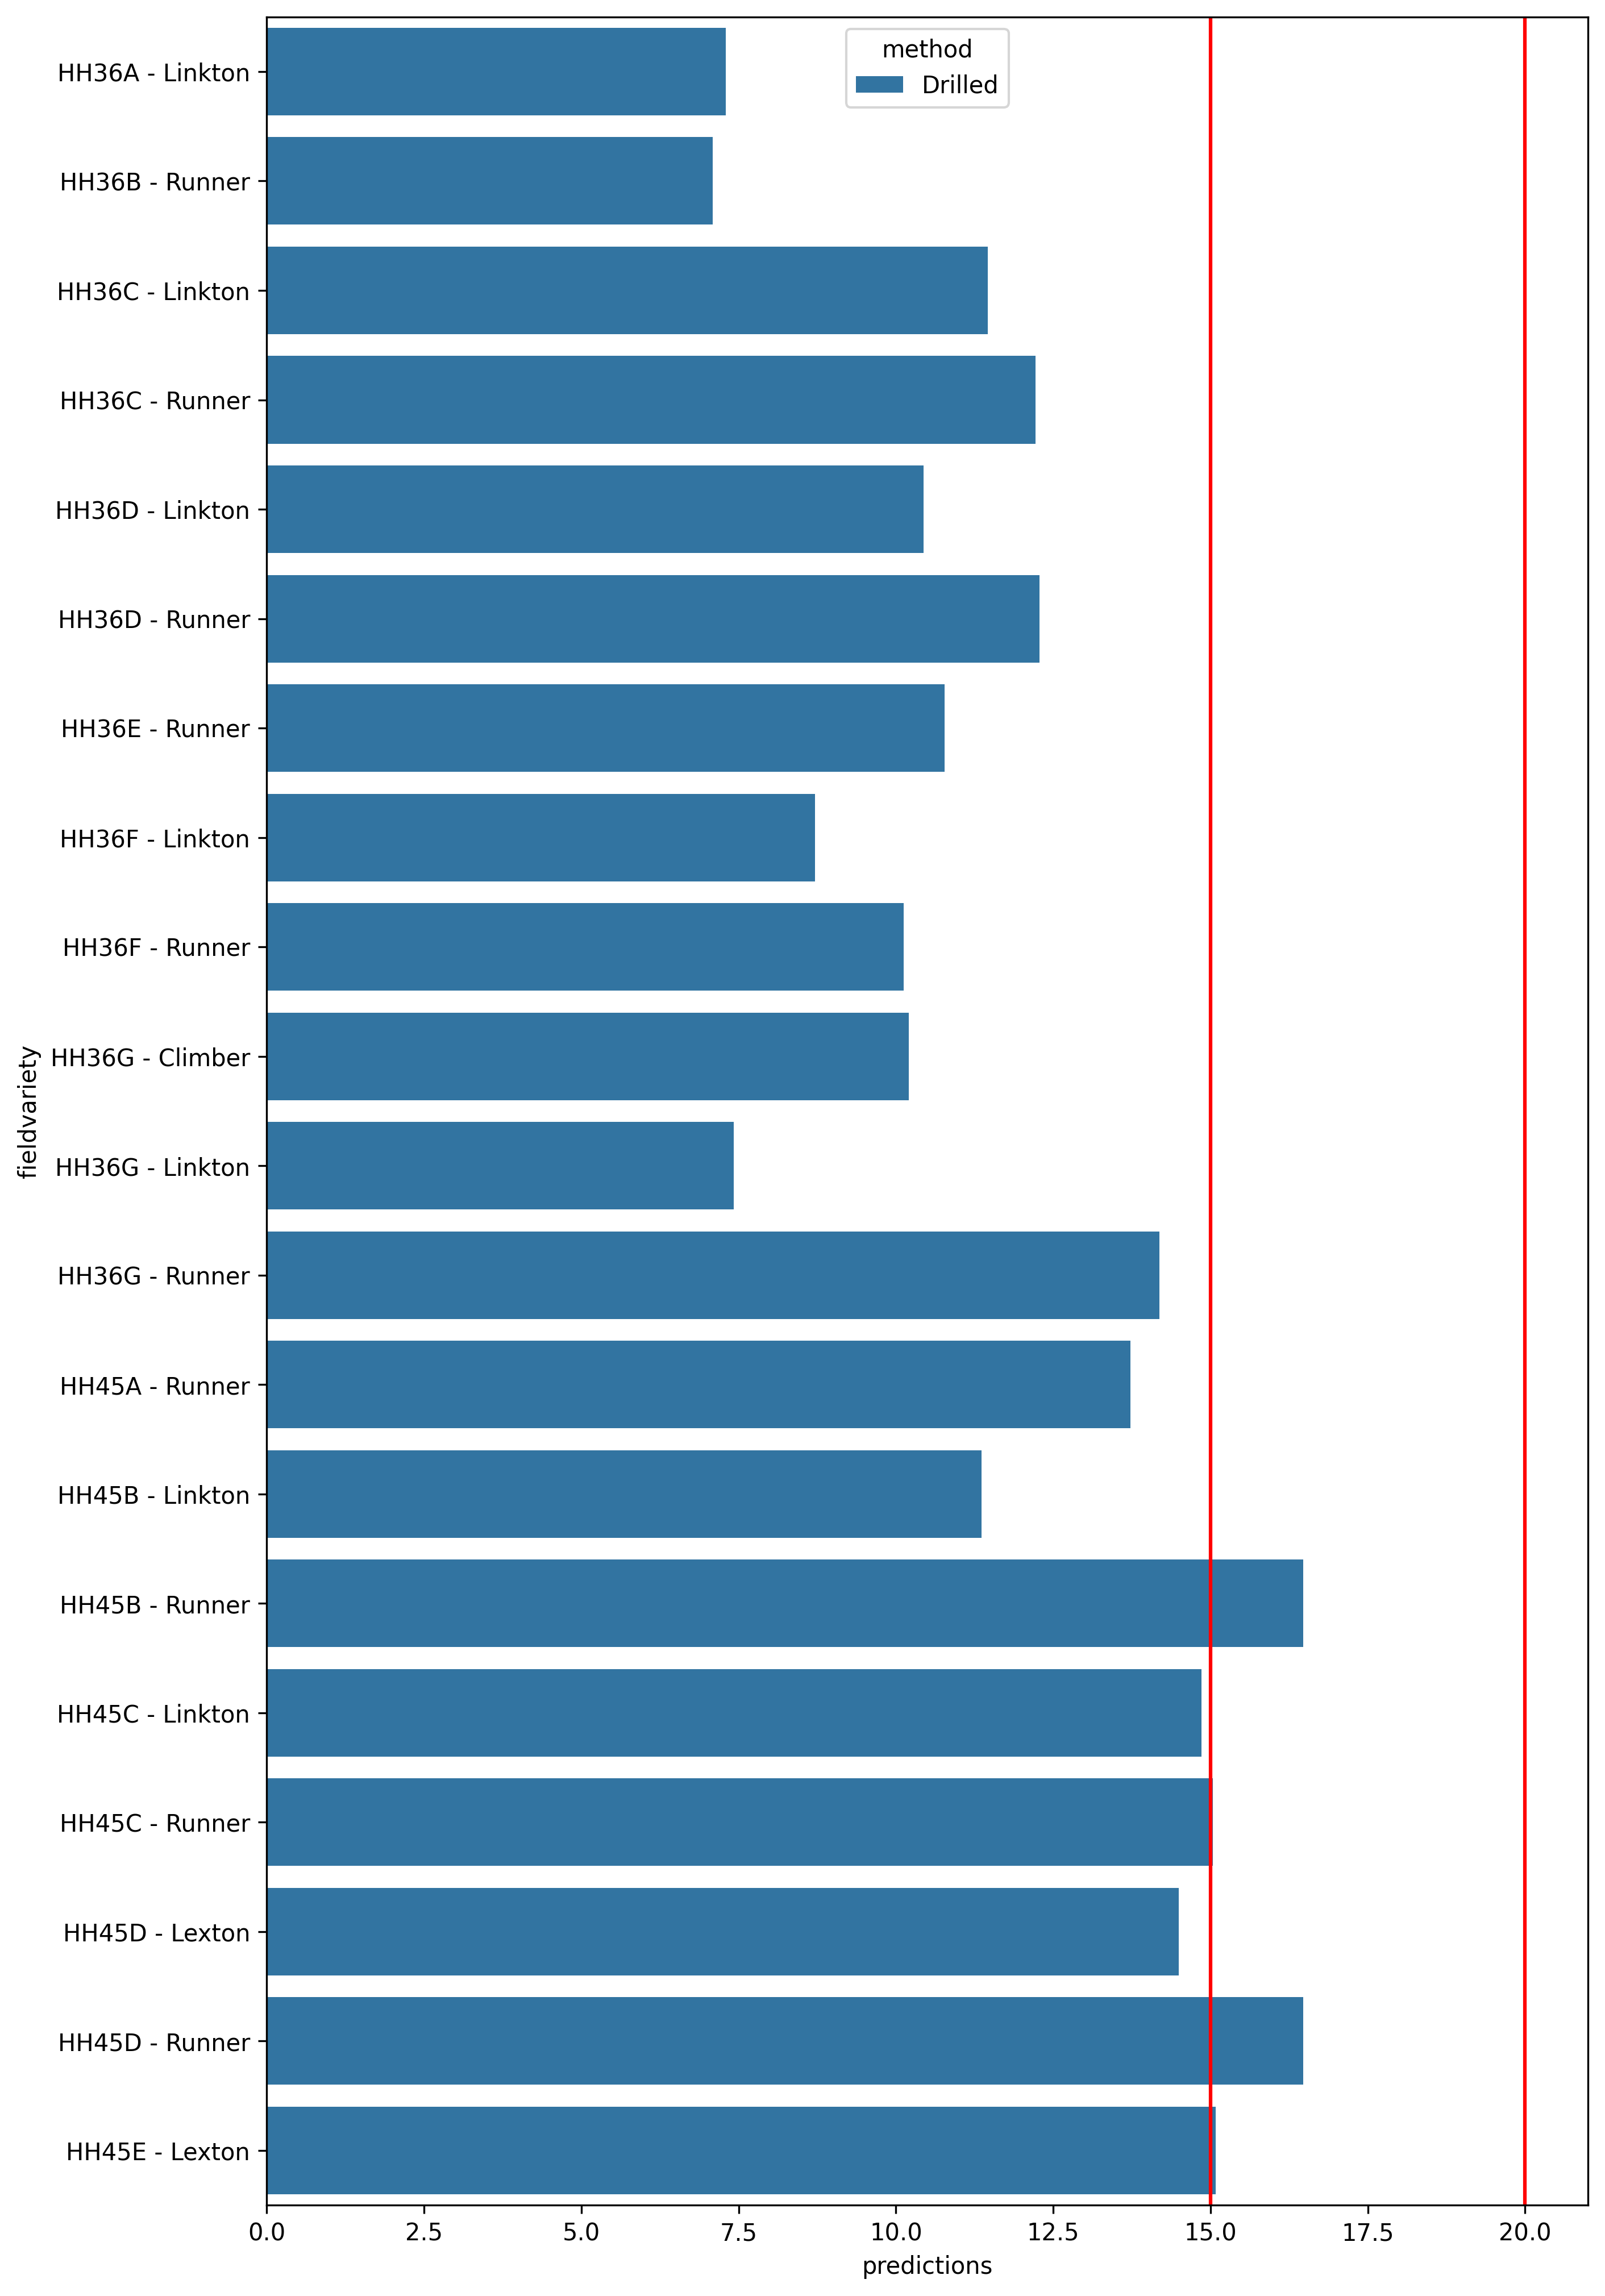 method
Drilled
HH36A - Linkton
HH36B - Runner
HH36C - Linkton
HH36C - Runner
HH36D - Linkton
HH36D - Runner
HH36E - Runner
HH36F - Linkton
HH36F - Runner
HH36G - Climber
HH36G - Linkton
HH36G - Runner
HH45A - Runner
HH45B - Linkton
HH45B - Runner
HH45C - Linkton
HH45C - Runner
HH45D - Lexton
HH45D - Runner
HH45E - Lexton
fieldvariety
0.0 2.5 5.0 7.5 10.0 12.5 15.0 17.5 20.0
predictions